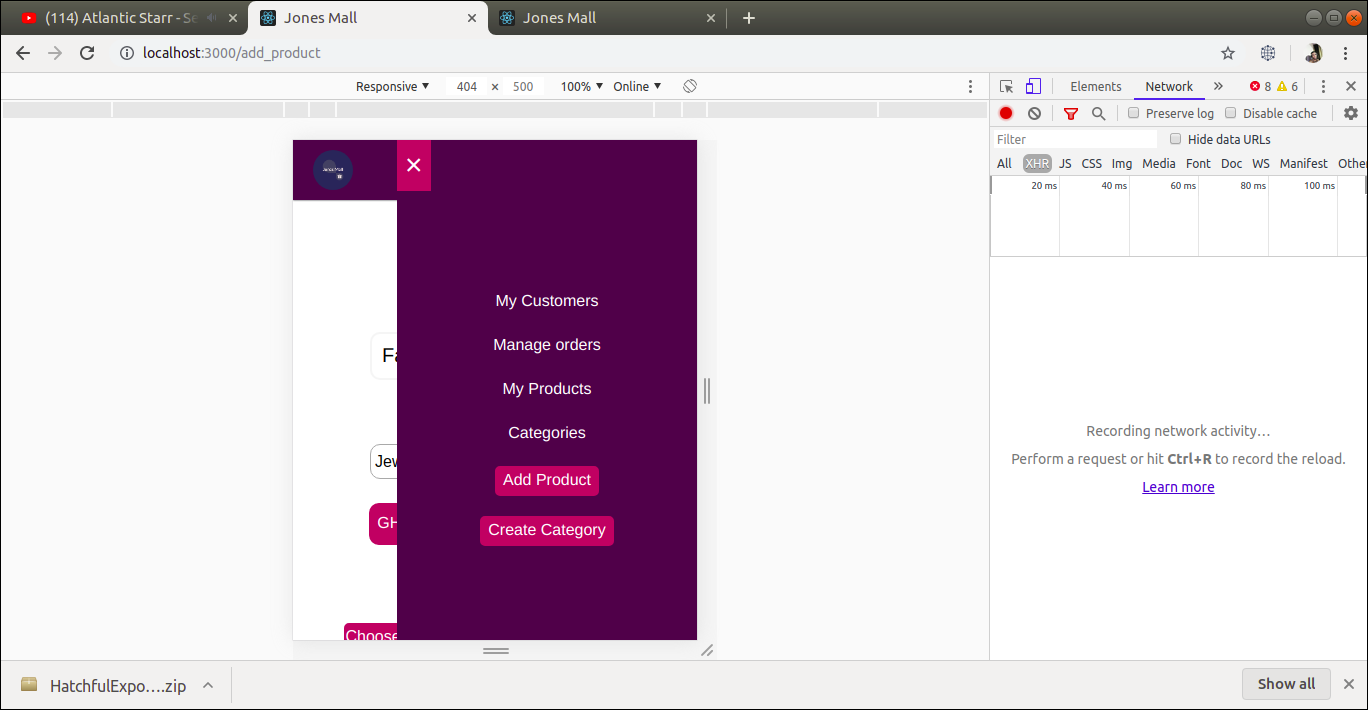 (114) Atlantic Starr - Se
Jones Mall
Jones Mall
localhost:3000/add_product
Responsive
404
×
500
100%
Online
Elements
Network
8
6
Preserve log
Disable cache
Filter
Hide data URLs
All XHR JS CSS Img Media Font Doc WS Manifest Other
20 ms
40 ms
60 ms
80 ms
100 ms
Jones Mall
My Customers
Manage orders
My Products
Categories
Add Product
Create Category
Fa
Jew
GH
Choose
Recording network activity…
Perform a request or hit Ctrl+R to record the reload.
Learn more
HatchfulExpo….zip
Show all